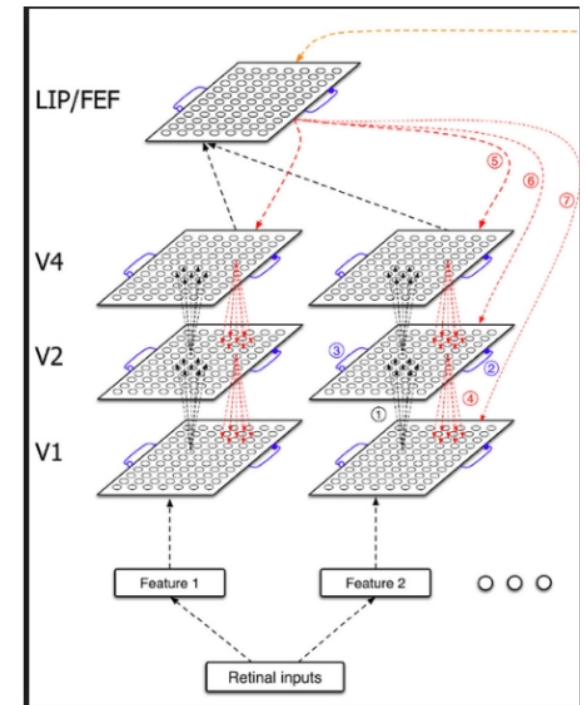 LIP/FEF
⑤
⑥
⑦
V4
V2
③
②
①
④
V1
Feature 1
Feature 2
Retinal inputs